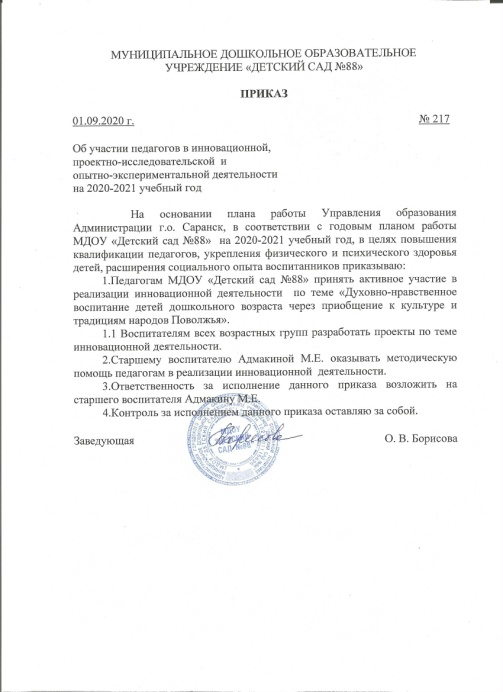 МУНИЦИПАЛЬНОЕ ДОШКОЛЬНОЕ ОБРАЗОВАТЕЛЬНОЕ
УЧРЕЖДЕНИЕ «ДЕТСКИЙ САД №88»
ПРИКАЗ
01.09.2020 г. № 217
Об участии педагогов в инновационной,
проектно-исследовательской и
опытно-экспериментальной деятельности
на 2020-2021 учебный год
На основании плана работы Управления образования
Администрации г.о. Саранск, в соответствии с годовым планом работы
МДОУ «Детский сад №88» на 2020-2021 учебный год, в целях повышения
квалификации педагогов, укрепления физического и психического здоровья
детей, расширения социального опыта воспитанников приказываю:
1.Педагогам МДОУ «Детский сад №88» принять активное участие в
реализации инновационной деятельности по теме «Духовно-нравственное
воспитание детей дошкольного возраста через приобщение к культуре и
традициям народов Поволжья».
1.1 Воспитателям всех возрастных групп разработать проекты по теме
инновационной деятельности.
2.Старшему воспитателю Адмакиной М.Е. оказывать методическую
помощь педагогам в реализации инновационной деятельности.
3.Ответственность за исполнение данного приказа возложить на
старшего воспитателя Адмакину М.Е.
4.Контроль за исполнением данного приказа оставляю за собой.
Заведующая О. В. Борисова
САД №88